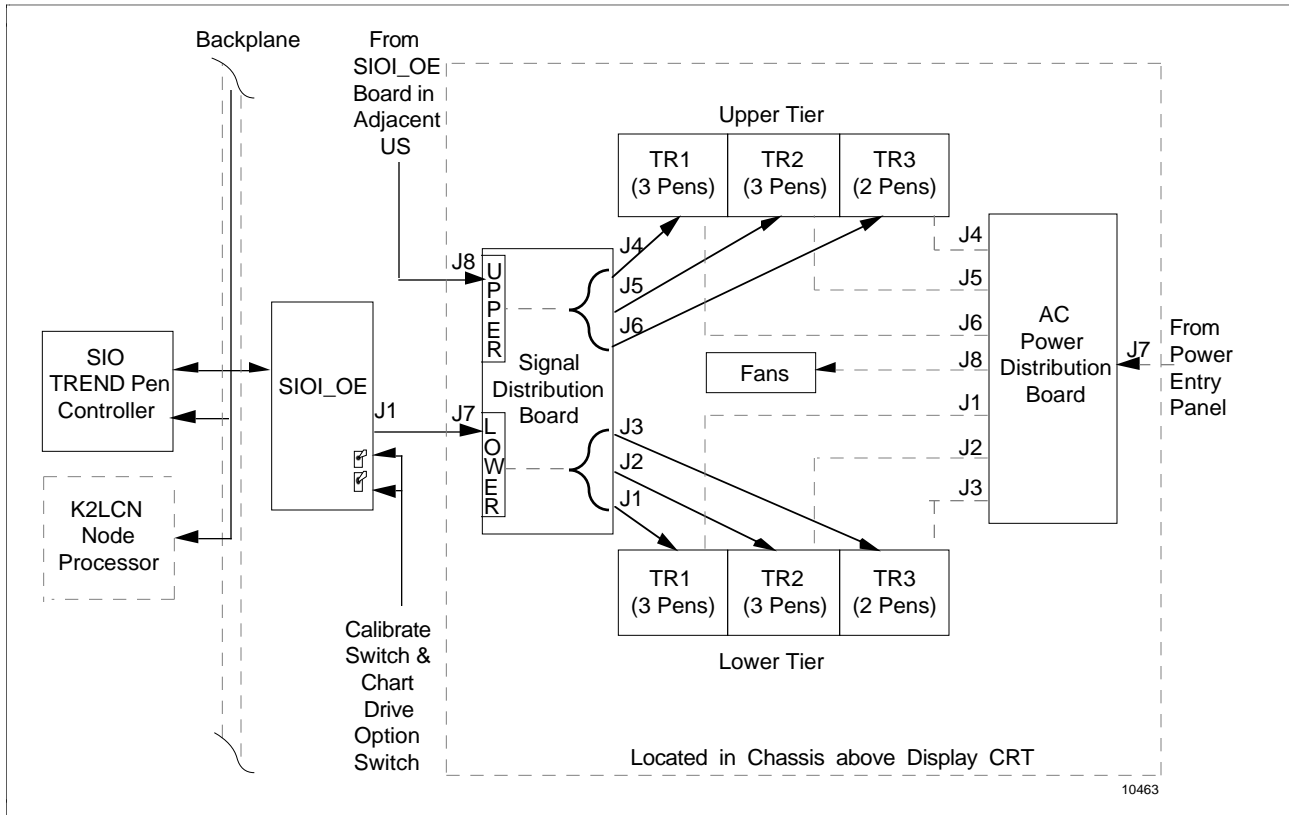 Backplane
From
SIOI_OE
Board in
Adjacent
US
Upper Tier
TR1
(3 Pens)
TR2
(3 Pens)
TR3
(2 Pens)
J4
J5
J6
J8
UPPER
Signal
Distribution
Board
J4
J5
J6
J8
J1
J2
J3
AC
Power
Distribution
Board
J7
From
Power
Entry
Panel
Fans
SIO
TREND Pen
Controller
SIOI_OE
J1
J7
LOWER
J3
J2
J1
K2LCN
Node
Processor
TR1
(3 Pens)
TR2
(3 Pens)
TR3
(2 Pens)
Lower Tier
Calibrate
Switch &
Chart
Drive
Option
Switch
Located in Chassis above Display CRT
10463